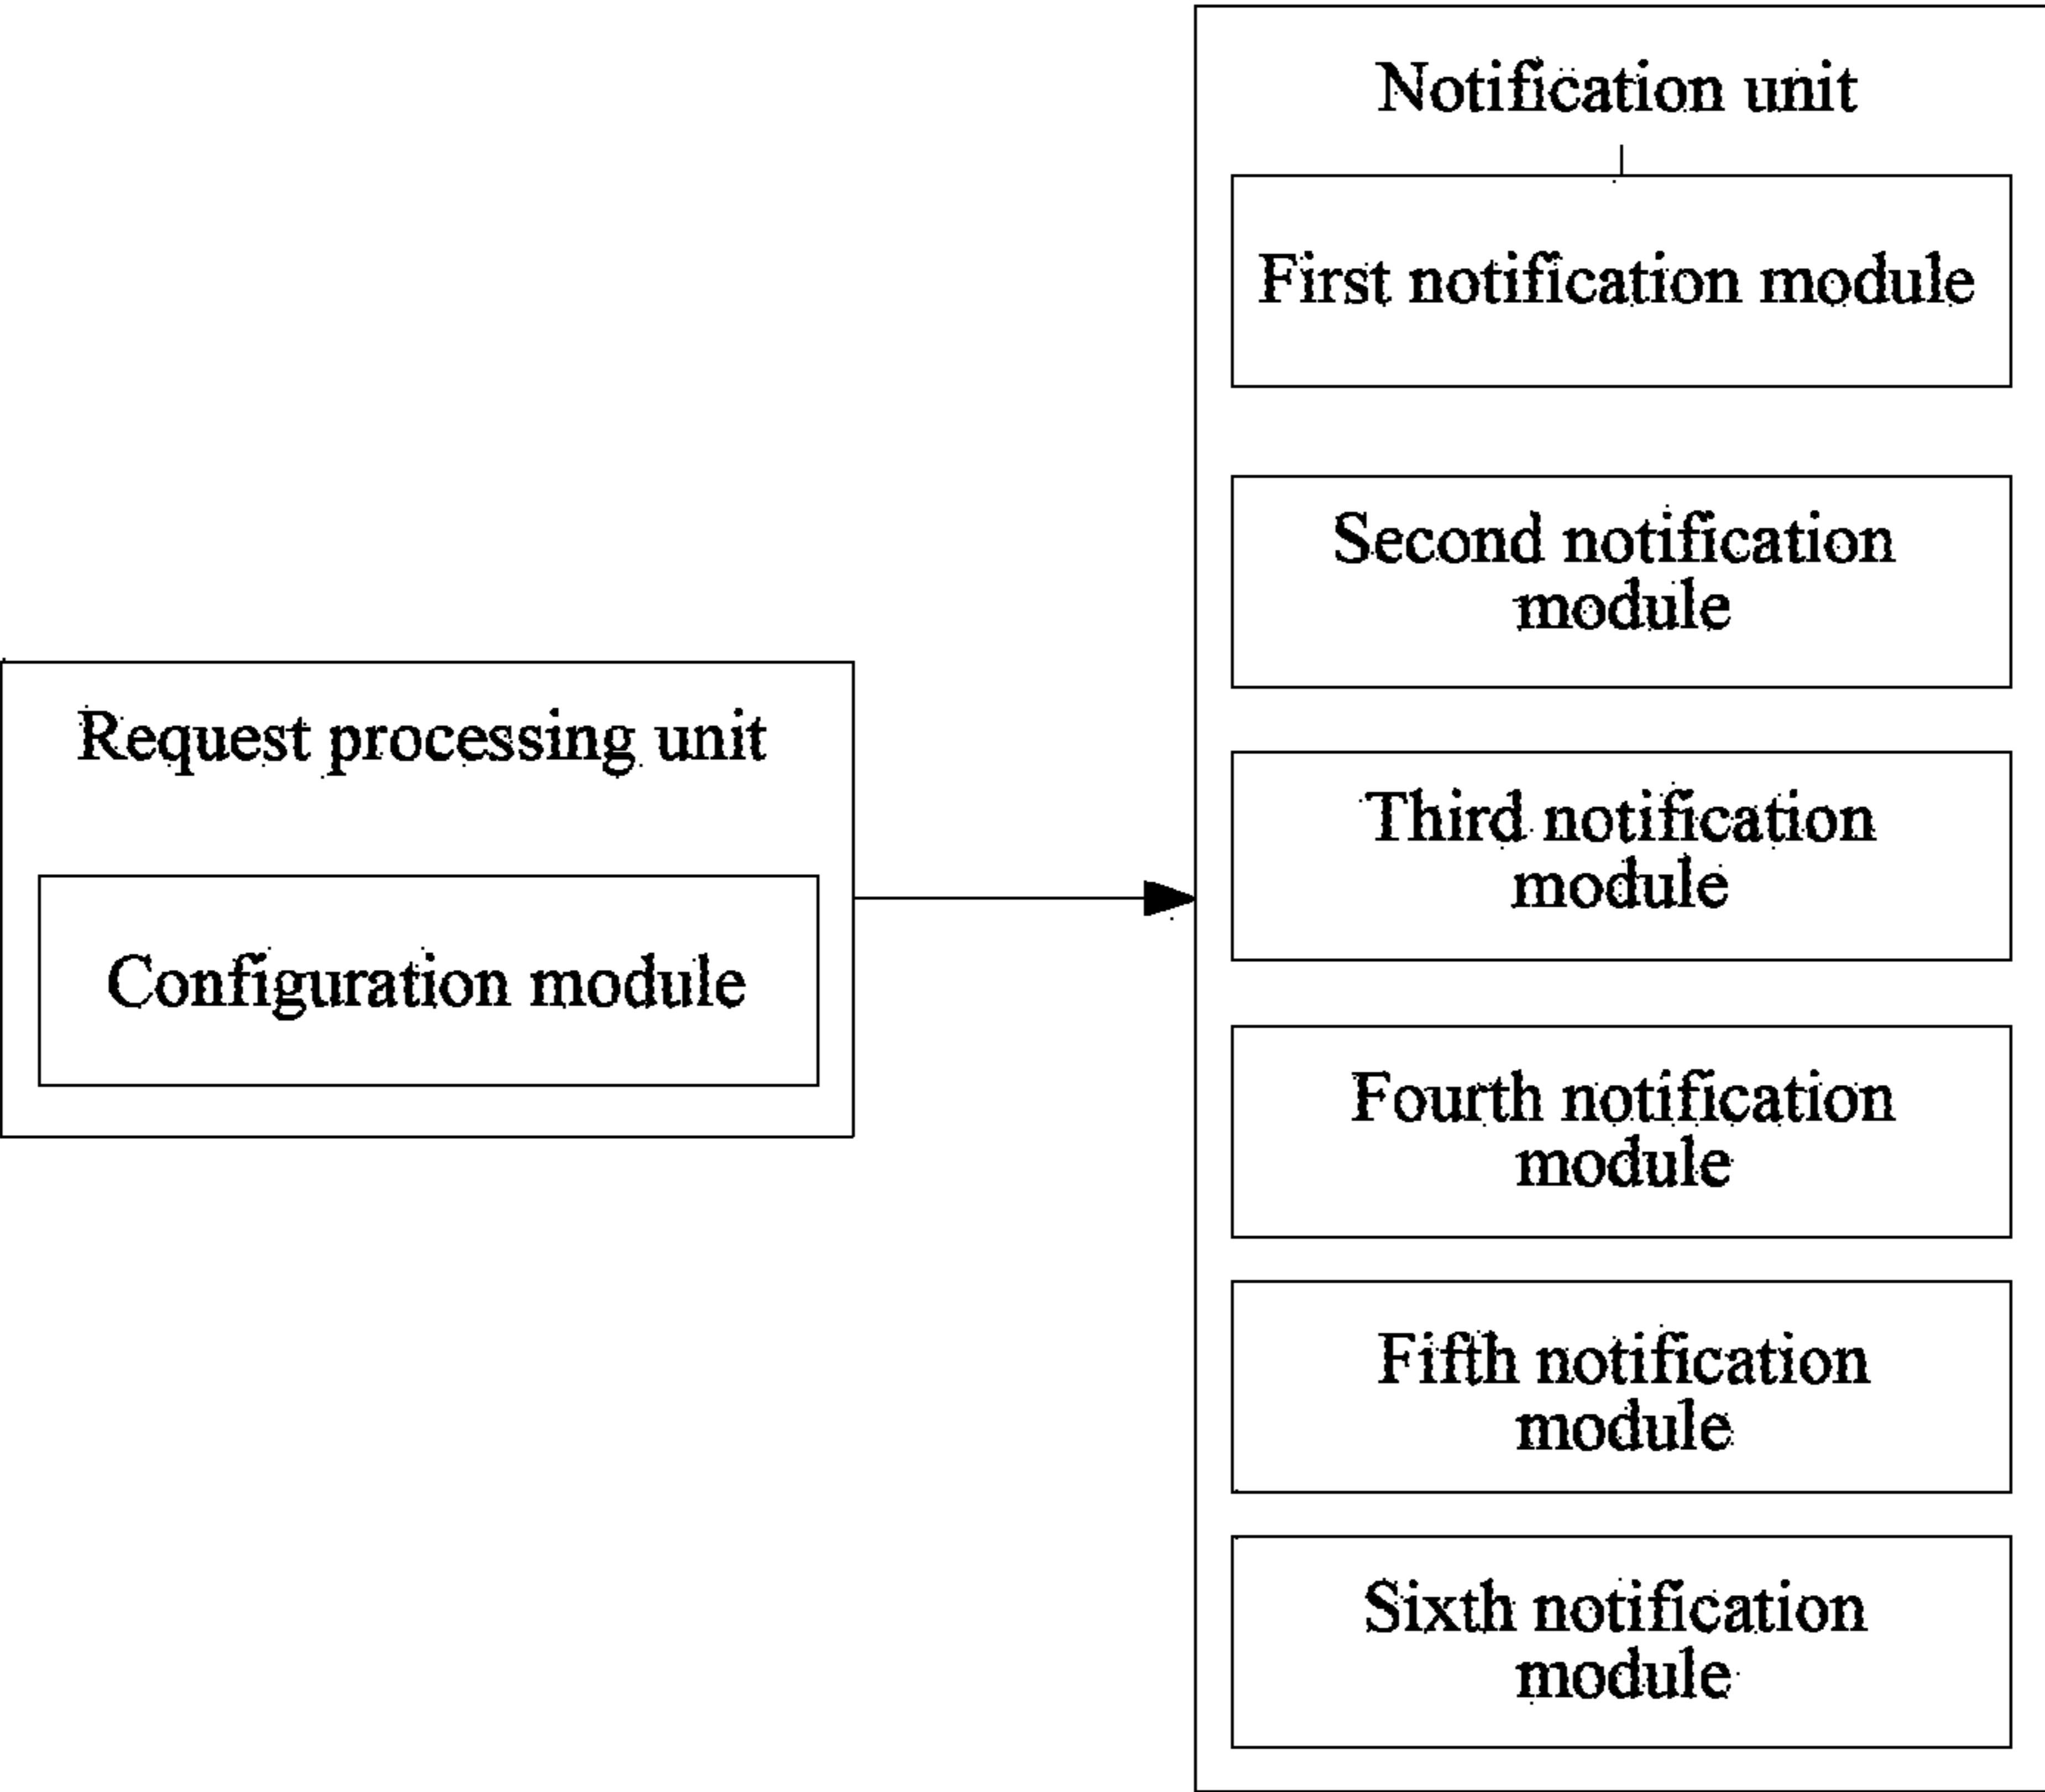 Request processing unit
Configuration module
Notification unit
First notification module
Second notification
module
Third notification
module
Fourth notification
module
Fifth notification
module
Sixth notification
module